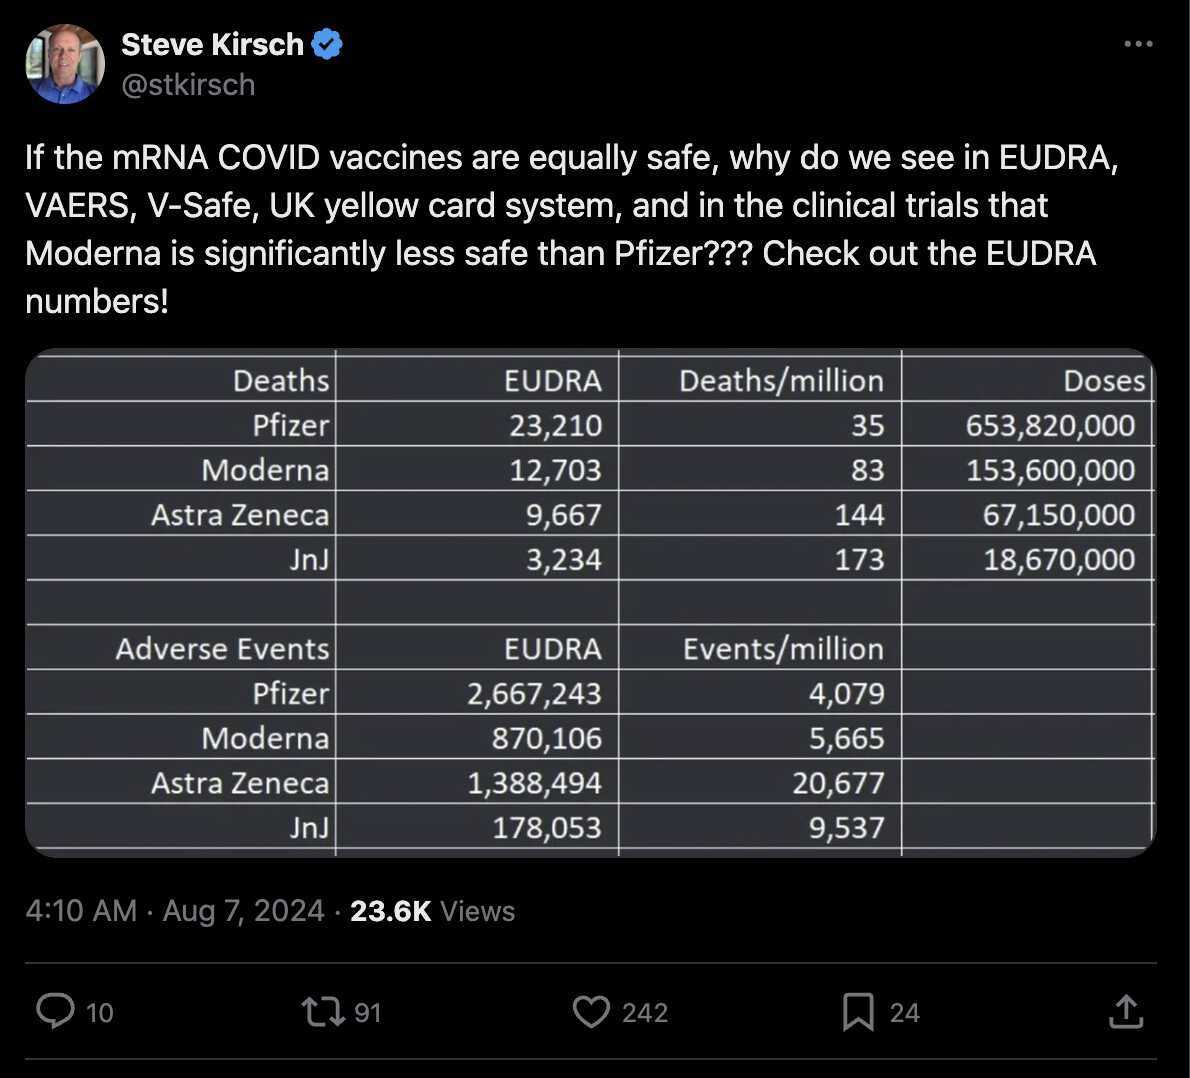 Steve Kirsch
@stkirsch
If the mRNA COVID vaccines are equally safe, why do we see in EUDRA,
VAERS, V-Safe, UK yellow card system, and in the clinical trials that
Moderna is significantly less safe than Pfizer??? Check out the EUDRA
numbers!
Deaths EUDRA Deaths/million Doses
Pfizer 23,210 35 653,820,000
Moderna 12,703 83 153,600,000
Astra Zeneca 9,667 144 67,150,000
JnJ 3,234 173 18,670,000
Adverse Events EUDRA Events/million
Pfizer 2,667,243 4,079
Moderna 870,106 5,665
Astra Zeneca 1,388,494 20,677
JnJ 178,053 9,537
4:10 AM · Aug 7, 2024 · 23.6K Views
10 91 242 24